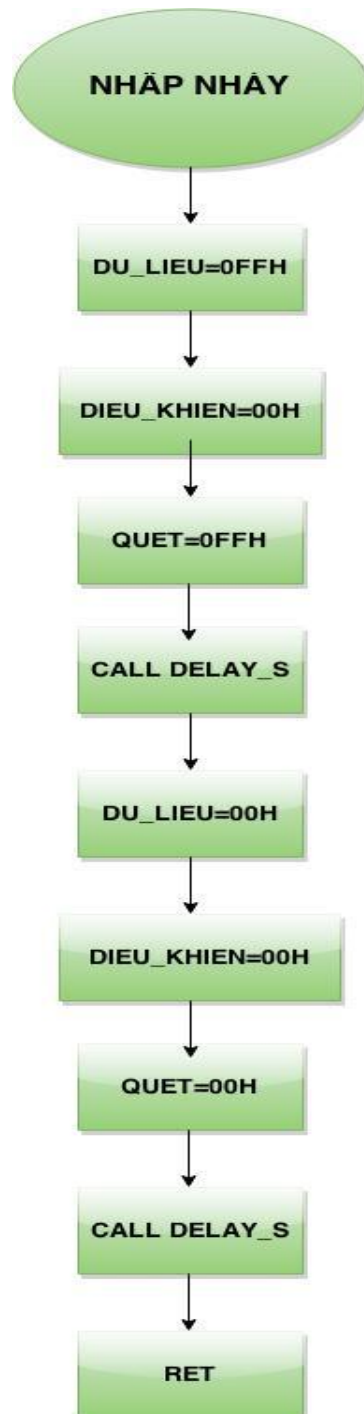 NHẤP NHÁY
DU_LIEU=0FFH
DIEU_KHIEN=00H
QUET=0FFH
CALL DELAY_S
DU_LIEU=00H
DIEU_KHIEN=00H
QUET=00H
CALL DELAY_S
RET